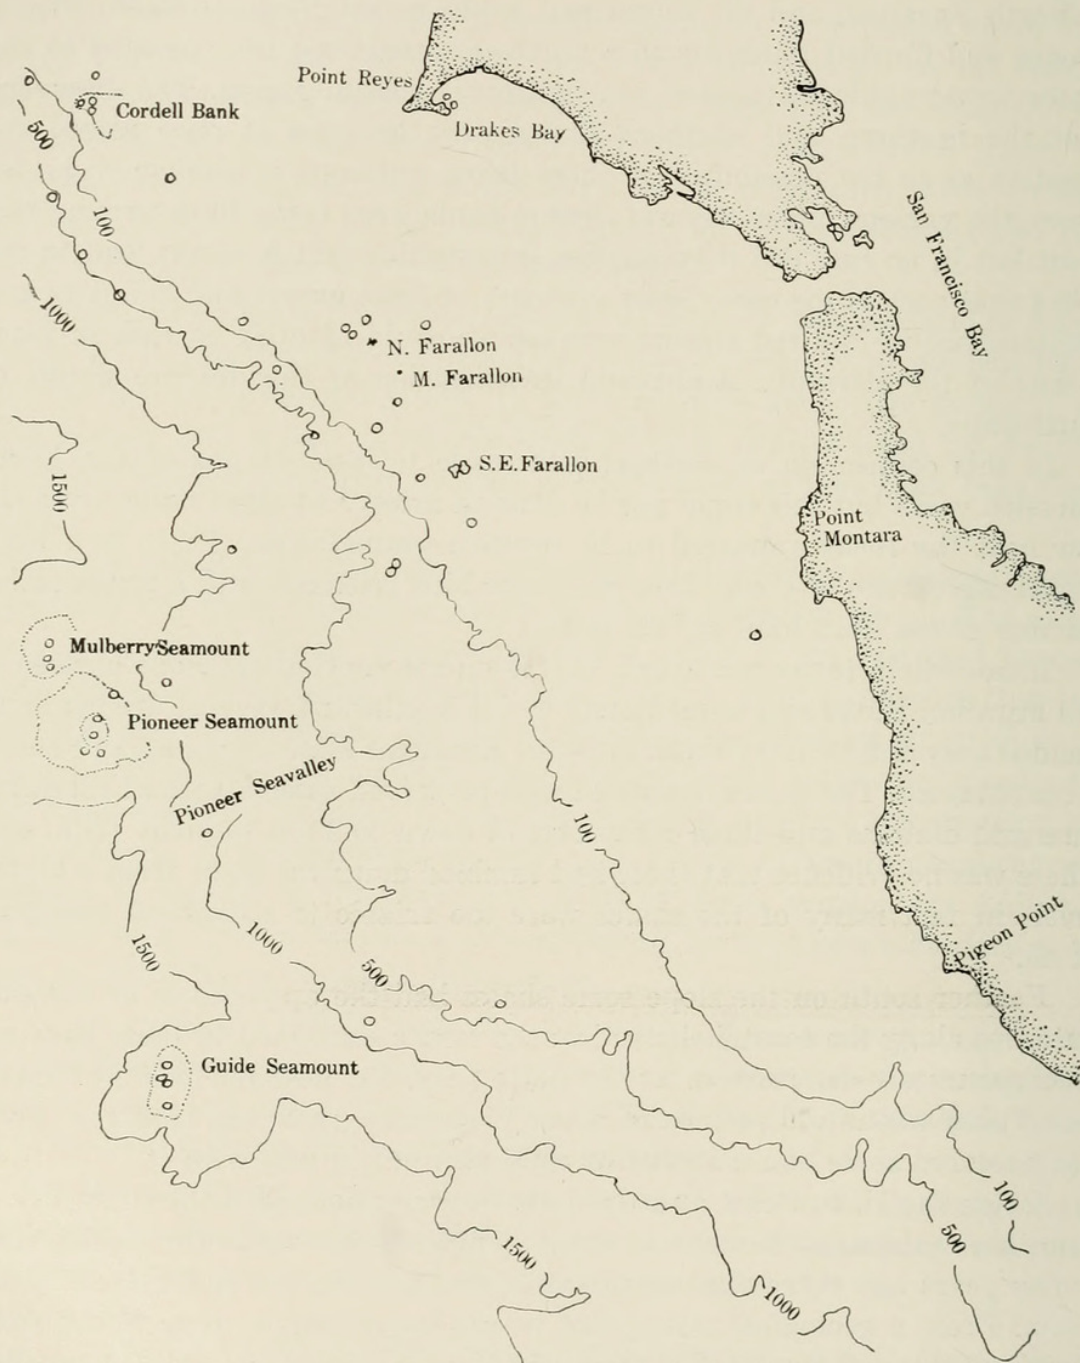 Point Reyes
Cordell Bank
Drakes Bay
500
100
San Francisco Bay
1000
N. Farallon
M. Farallon
S.E. Farallon
1500
Point
Montara
Mulberry Seamount
Pioneer Seamount
Pioneer Seavalley
100
Pigeon Point
1000
1500
500
Guide Seamount
100
500
1500
1000